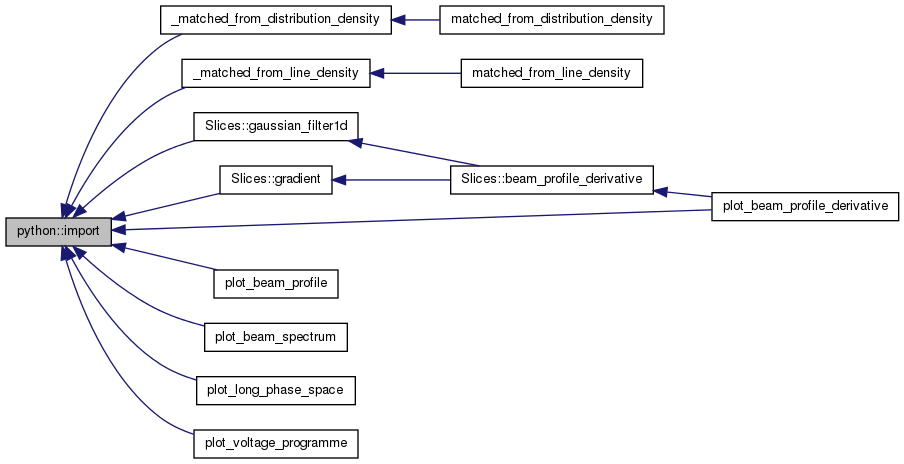 _matched_from_distribution_density
matched_from_distribution_density
_matched_from_line_density
matched_from_line_density
Slices::gaussian_filter1d
Slices::gradient
Slices::beam_profile_derivative
plot_beam_profile_derivative
python::import
plot_beam_profile
plot_beam_spectrum
plot_long_phase_space
plot_voltage_programme